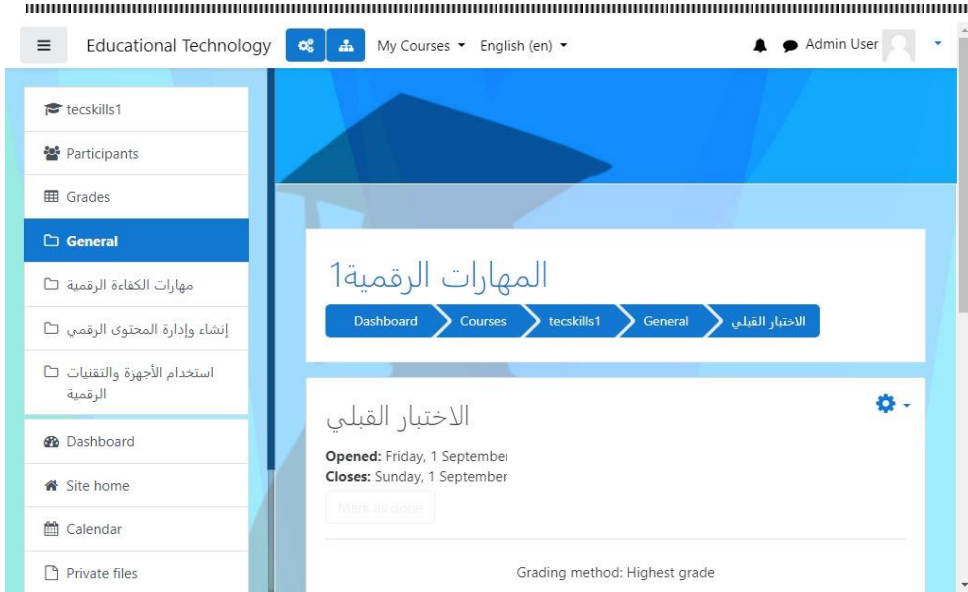 Educational Technology My Courses English (en) Admin User
tecskills1
Participants
Grades
General
مهارات الكفاءة الرقمية
إنشاء وإدارة المحتوى الرقمي
استخدام الأجهزة والتقنيات
الرقمية
Dashboard
Site home
Calendar
Private files
المهارات الرقمية1
Dashboard Courses tecskills1 General الاختبار القبلي
الاختبار القبلي
Opened: Friday, 1 September
Closes: Sunday, 1 September
Mark as done
Grading method: Highest grade